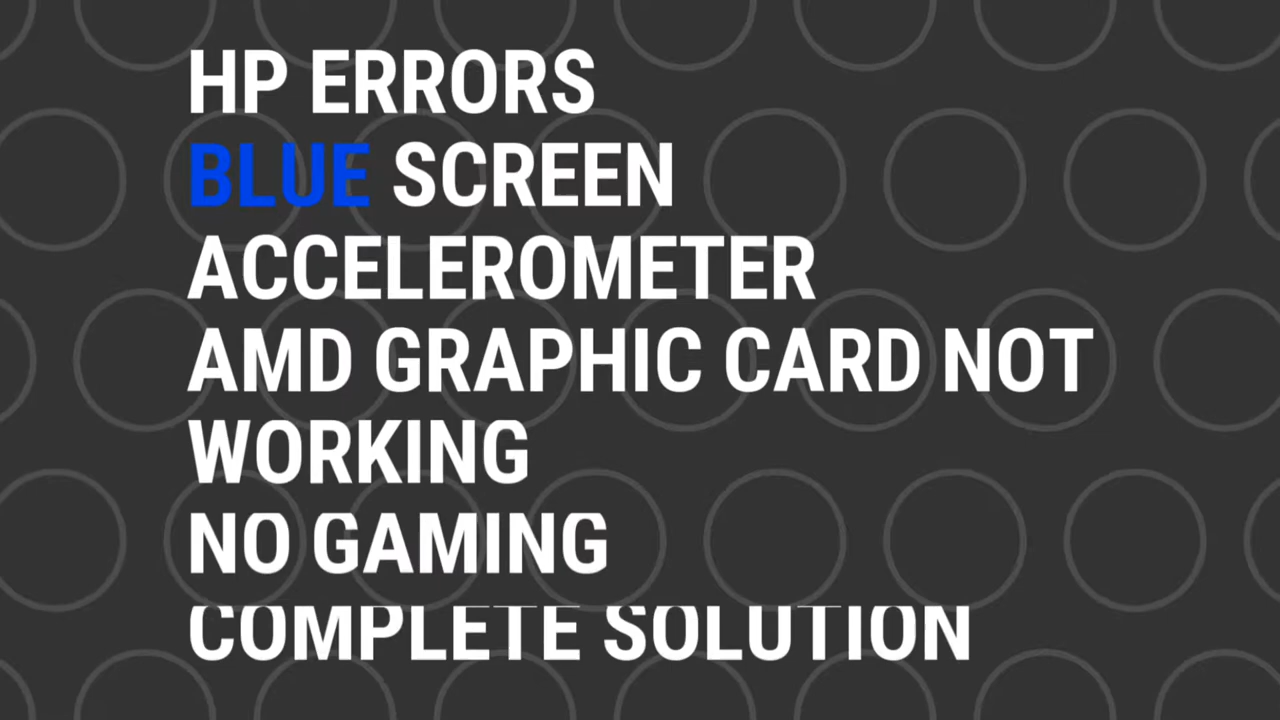 HP ERRORS
BLUE SCREEN
ACCELEROMETER
AMD GRAPHIC CARD NOT
WORKING
NO GAMING
COMPLETE SOLUTION